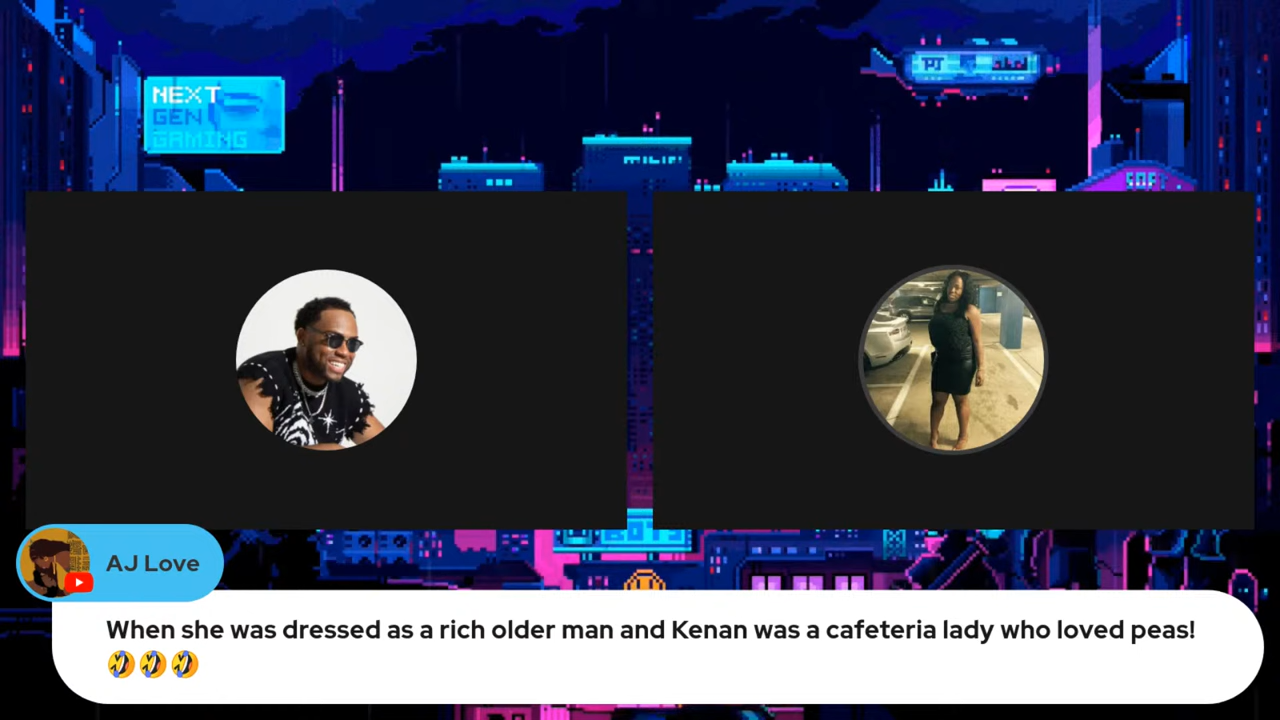 NEXT
GEN
GAMING
AJ Love
When she was dressed as a rich older man and Kenan was a cafeteria lady who loved peas!
🤣🤣🤣